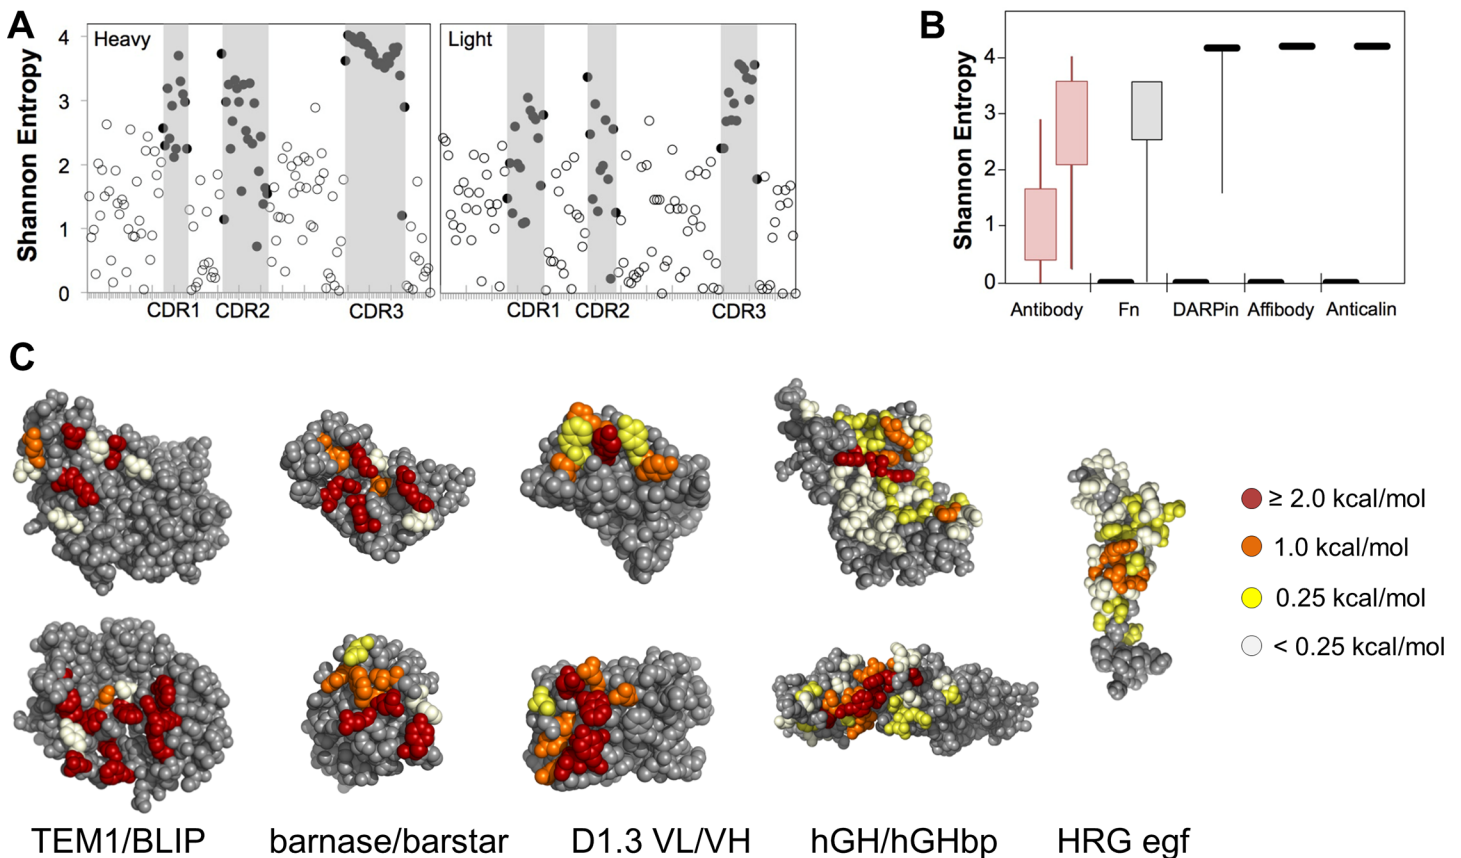 A
Shannon Entropy
4
3
2
1
0
Heavy
CDR1
CDR2
CDR3
Light
CDR1
CDR2
CDR3
B
Shannon Entropy
4
3
2
1
0
Antibody
Fn
DARPin
Affibody
Anticalin
C
≥ 2.0 kcal/mol
1.0 kcal/mol
0.25 kcal/mol
< 0.25 kcal/mol
TEM1/BLIP
barnase/barstar
D1.3 VL/VH
hGH/hGHbp
HRG egf